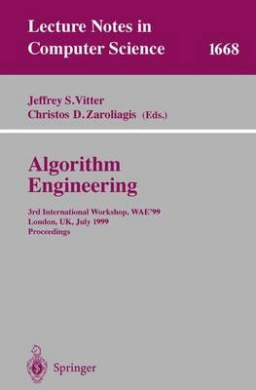 Lecture Notes in
Computer Science 1668
Jeffrey S.Vitter
Christos D.Zaroliagis (Eds.)
Algorithm
Engineering
3rd International Workshop, WAE'99
London, UK, July 1999
Proceedings
Springer